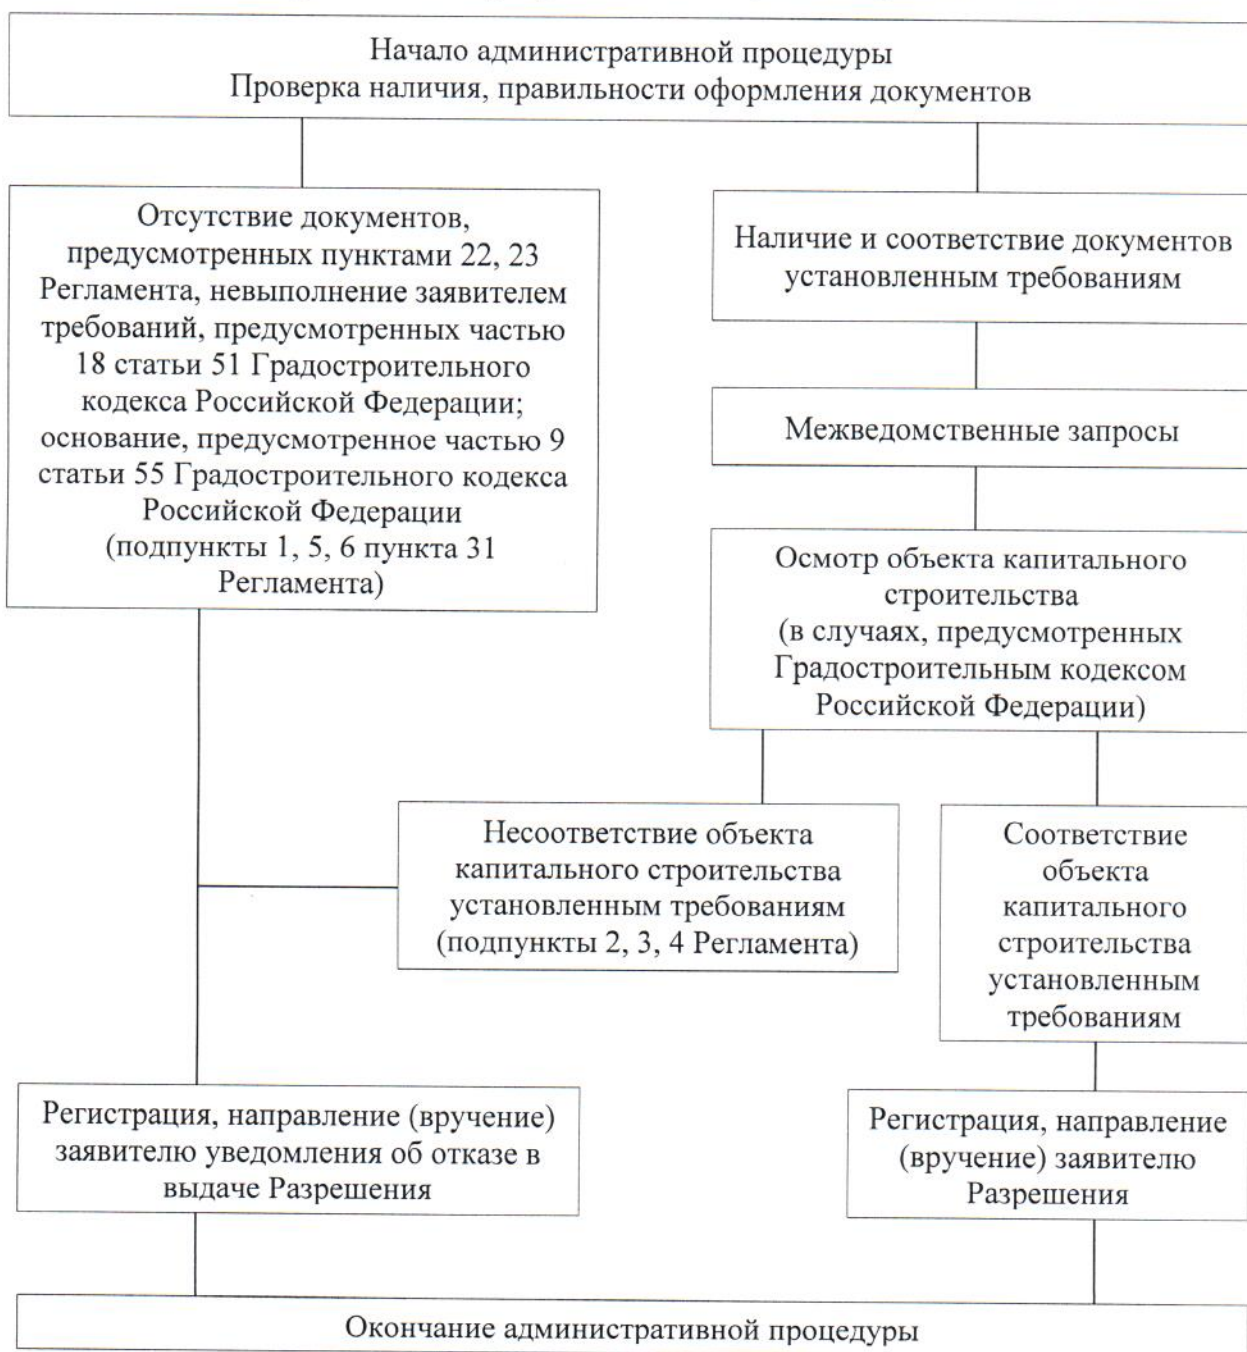 Начало административной процедуры
Проверка наличия, правильности оформления документов
Отсутствие документов,
предусмотренных пунктами 22, 23
Регламента, невыполнение заявителем
требований, предусмотренных частью
18 статьи 51 Градостроительного
кодекса Российской Федерации;
основание, предусмотренное частью 9
статьи 55 Градостроительного кодекса
Российской Федерации
(подпункты 1, 5, 6 пункта 31
Регламента)
Наличие и соответствие документов
установленным требованиям
Межведомственные запросы
Осмотр объекта капитального
строительства
(в случаях, предусмотренных
Градостроительным кодексом
Российской Федерации)
Несоответствие объекта
капитального строительства
установленным требованиям
(подпункты 2, 3, 4 Регламента)
Соответствие
объекта
капитального
строительства
установленным
требованиям
Регистрация, направление (вручение)
заявителю уведомления об отказе в
выдаче Разрешения
Регистрация, направление
(вручение) заявителю
Разрешения
Окончание административной процедуры